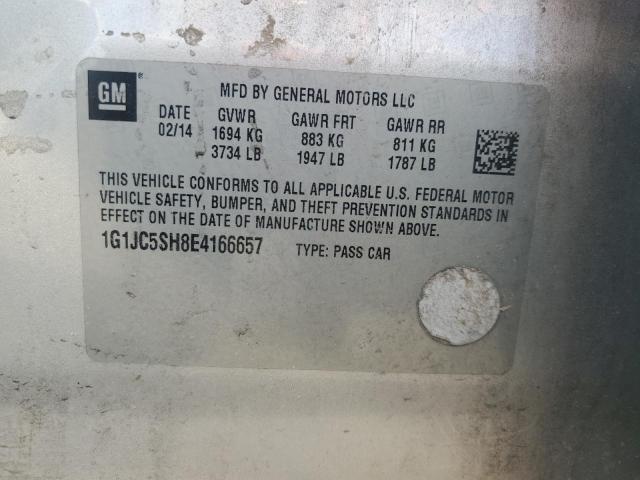 GM
MFD BY GENERAL MOTORS LLC
DATE GVWR GAWR FRT GAWR RR
02/14 1694 KG 883 KG 811 KG
3734 LB 1947 LB 1787 LB
THIS VEHICLE CONFORMS TO ALL APPLICABLE U.S. FEDERAL MOTOR
VEHICLE SAFETY, BUMPER, AND THEFT PREVENTION STANDARDS IN
EFFECT ON THE DATE OF MANUFACTURE SHOWN ABOVE.
1G1JC5SH8E4166657 TYPE: PASS CAR